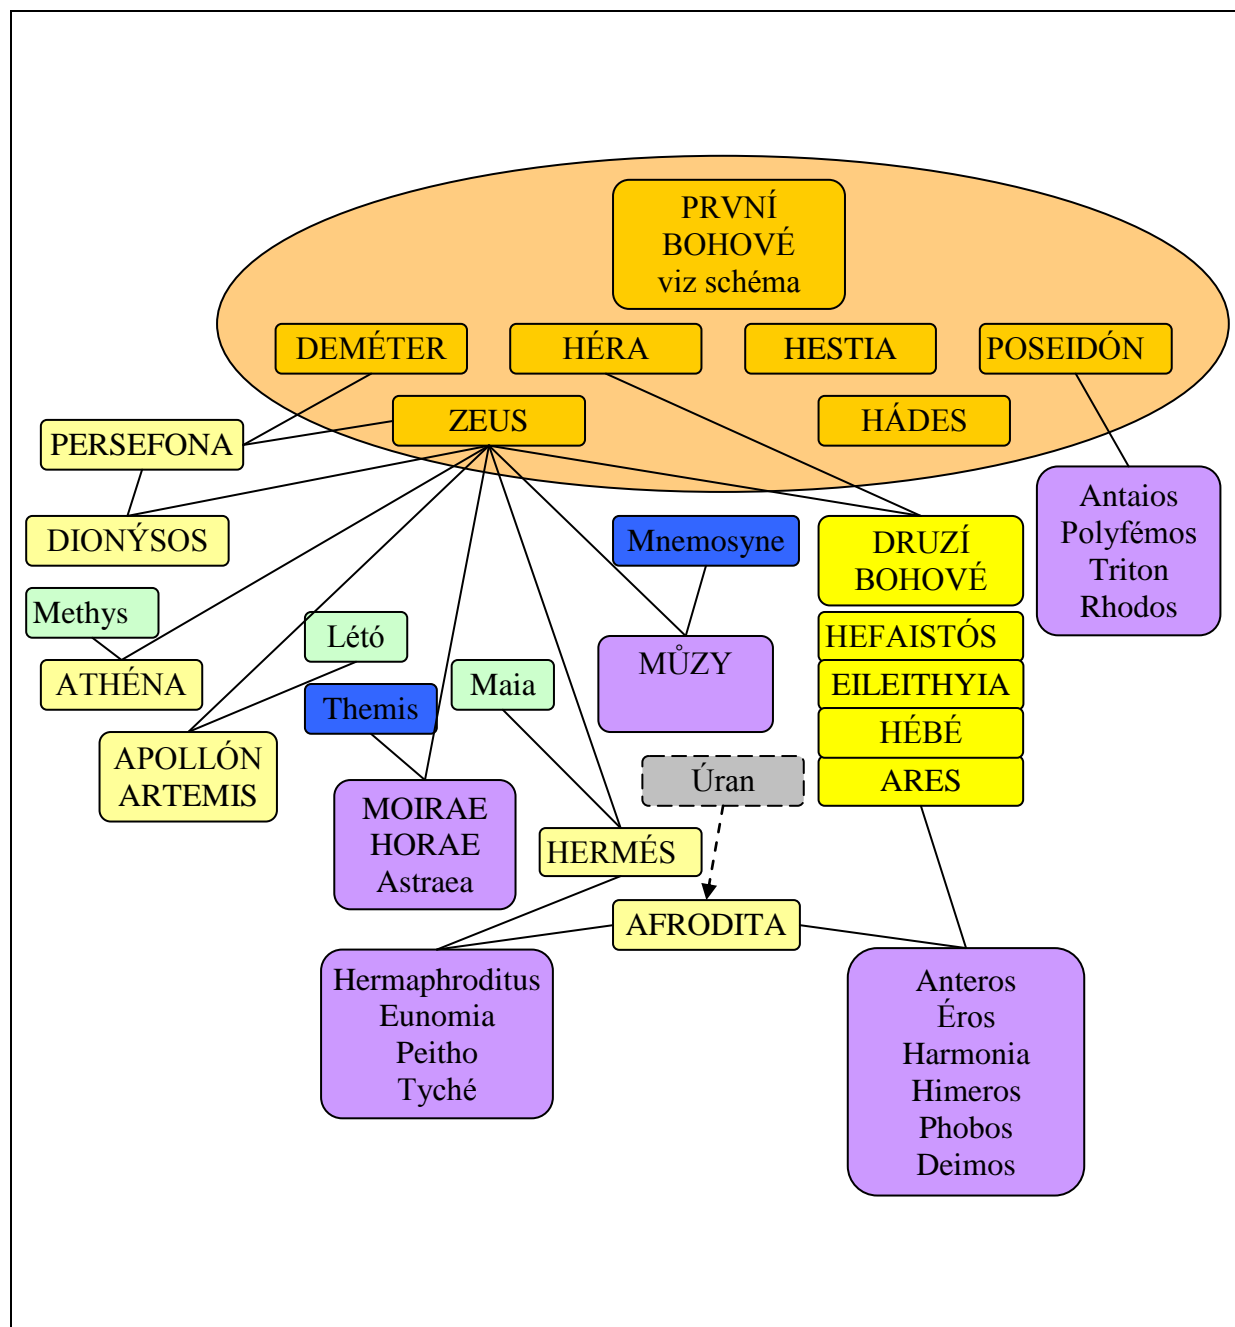 PRVNÍ
BOHOVÉ
viz schéma
DEMÉTER
HÉRA
HESTIA
POSEIDÓN
ZEUS
HÁDES
PERSEFONA
DIONÝSOS
Mnemosyne
DRUZÍ
BOHOVÉ
Antaios
Polyfémos
Triton
Rhodos
Methys
Létó
HEFAISTÓS
ATHÉNA
MŮZY
Maia
EILEITHYIA
Themis
HÉBÉ
APOLLÓN
ARTEMIS
Úran
ARES
MOIRAE
HORAE
Astraea
HERMÉS
AFRODITA
Hermaphroditus
Eunomia
Peitho
Tyché
Anteros
Éros
Harmonia
Himeros
Phobos
Deimos